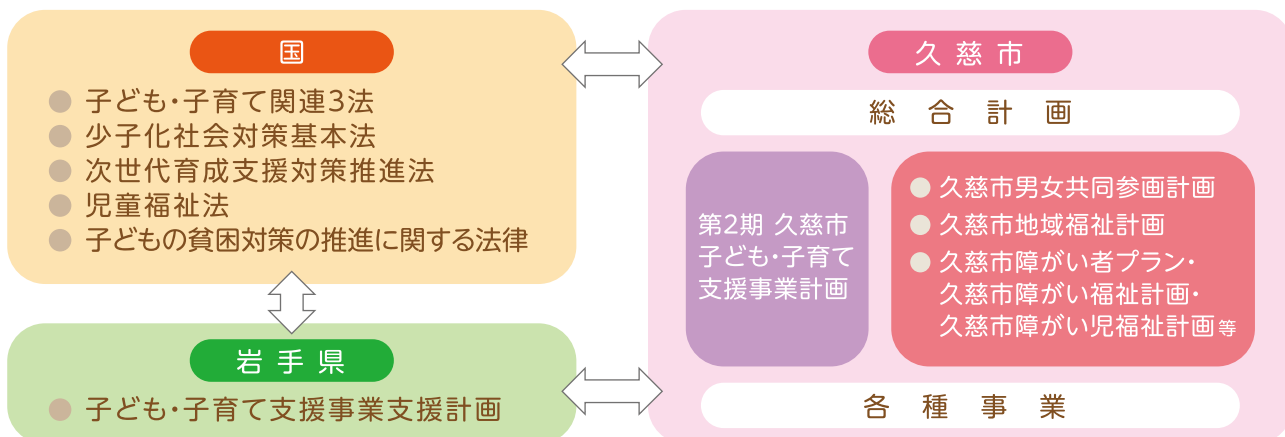 国
子ども・子育て関連3法
少子化社会対策基本法
次世代育成支援対策推進法
児童福祉法
子どもの貧困対策の推進に関する法律
岩手県
子ども・子育て支援事業支援計画
久慈市
総合計画
第2期 久慈市
子ども・子育て
支援事業計画
久慈市男女共同参画計画
久慈市地域福祉計画
久慈市障がい者プラン・
久慈市障がい福祉計画・
久慈市障がい児福祉計画等
各種事業